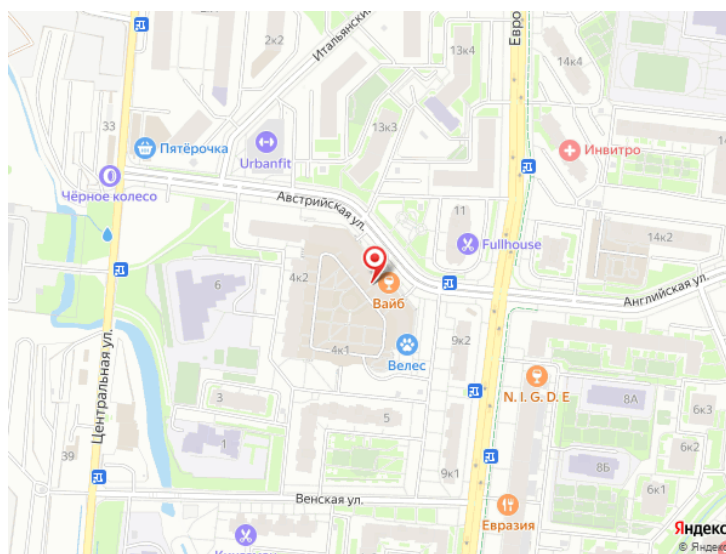 2к2
Итальянски
13к4
Евро
14к4
33
Пятёрочка
Urbanfit
13к3
Инвитро
Чёрное колесо
Австрийская ул.
11
Fullhouse
14к2
6
4к2
Вайб
Английская ул.
Центральная ул.
4к1
Велес
9к2
N. I. G. D. E
3
8А
6к3
5
1
6к2
39
9к1
8Б
6к1
Венская ул.
Евразия
Яндекс
© Яндекс